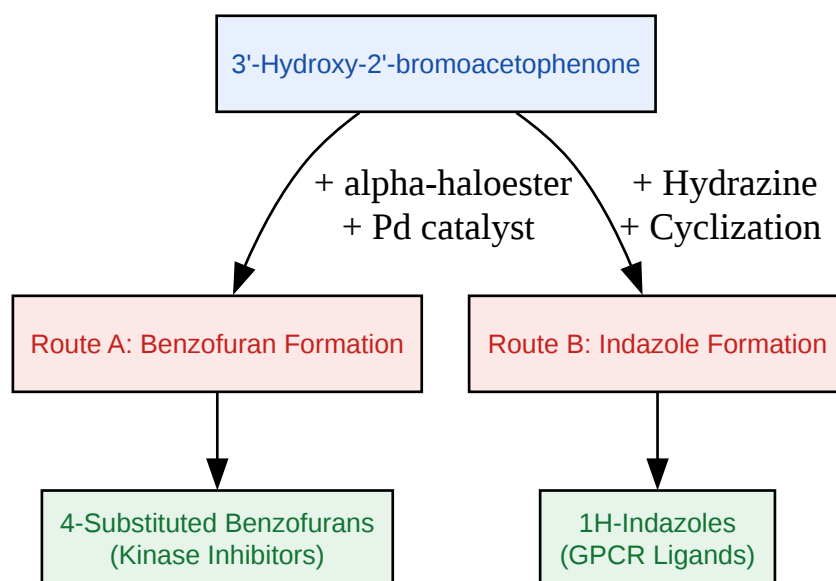 3'-Hydroxy-2'-bromoacetophenone
+ alpha-haloester
+ Pd catalyst
+ Hydrazine
+ Cyclization
Route A: Benzofuran Formation
Route B: Indazole Formation
4-Substituted Benzofurans
(Kinase Inhibitors)
1H-Indazoles
(GPCR Ligands)